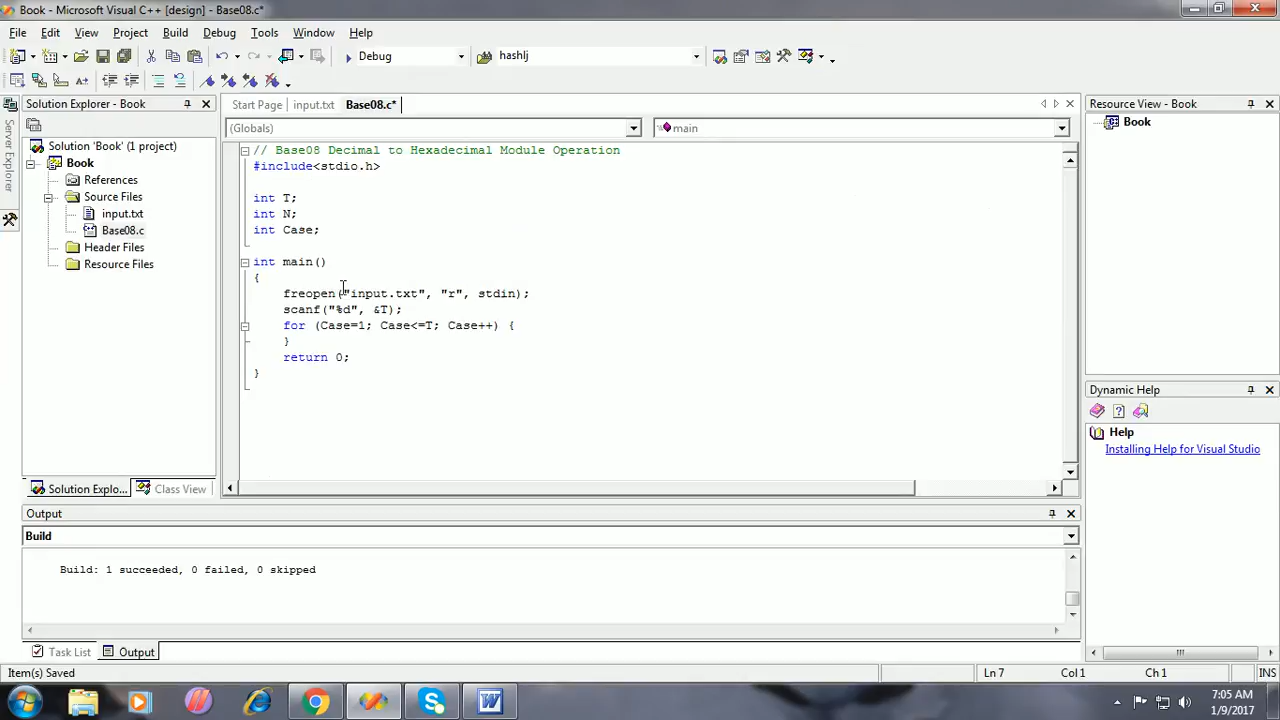 Book - Microsoft Visual C++ [design] - Base08.c*
File Edit View Project Build Debug Tools Window Help
Debug hashlj
Solution Explorer - Book
Start Page input.txt Base08.c*
Resource View - Book
(Globals) main
Book
Server Explorer
Solution 'Book' (1 project)
Book
References
Source Files
input.txt
Base08.c
Header Files
Resource Files
// Base08 Decimal to Hexadecimal Module Operation
#include<stdio.h>
int T;
int N;
int Case;
int main()
{
freopen("input.txt", "r", stdin);
scanf("%d", &T);
for (Case=1; Case<=T; Case++) {
}
return 0;
}
Dynamic Help
Help
Installing Help for Visual Studio
Solution Explo... Class View
Output
Build
Build: 1 succeeded, 0 failed, 0 skipped
Task List Output
Item(s) Saved Ln 7 Col 1 Ch 1 INS
7:05 AM
1/9/2017